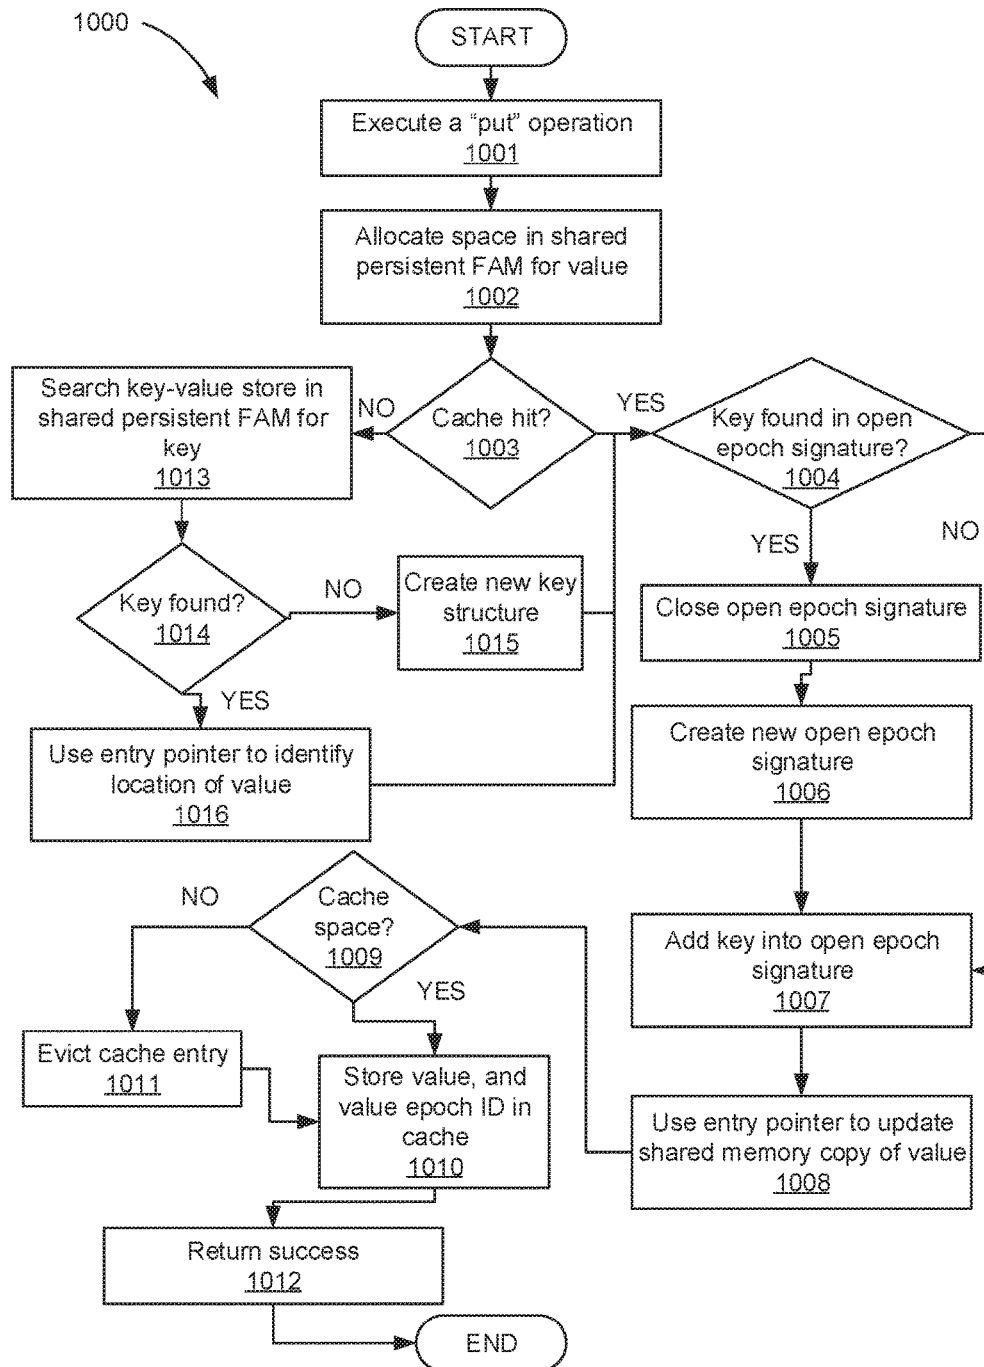 1000
START
Execute a "put" operation
1001
Allocate space in shared
persistent FAM for value
1002
Cache hit?
1003
NO
YES
Search key-value store in
shared persistent FAM for
key
1013
Key found in open
epoch signature?
1004
YES
NO
Key found?
1014
NO
YES
Create new key
structure
1015
Close open epoch signature
1005
Use entry pointer to identify
location of value
1016
Create new open epoch
signature
1006
Cache
space?
1009
NO
YES
Add key into open epoch
signature
1007
Evict cache entry
1011
Store value, and
value epoch ID in
cache
1010
Use entry pointer to update
shared memory copy of value
1008
Return success
1012
END